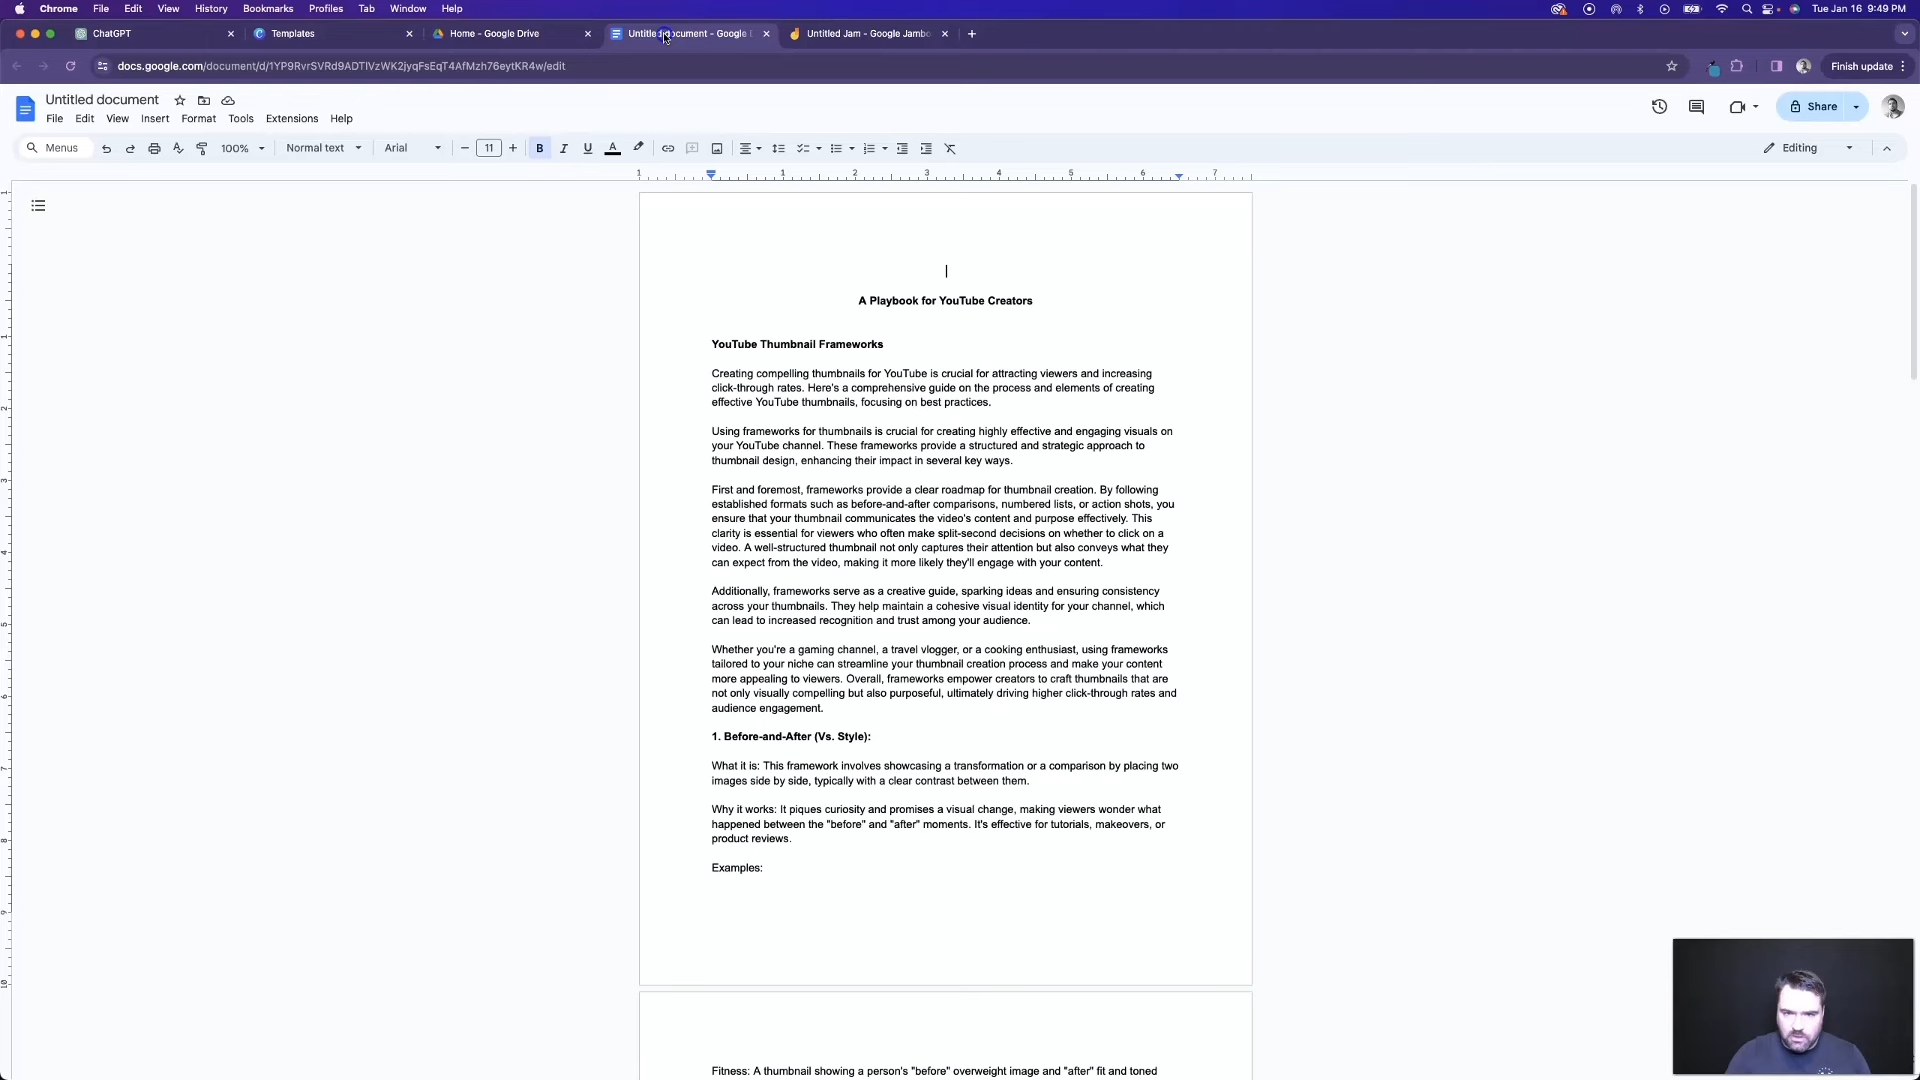 Chrome File Edit View History Bookmarks Profiles Tab Window Help Tue Jan 16 9:49 PM
ChatGPT Templates Home - Google Drive Untitled document - Google Untitled Jam - Google Jambo
docs.google.com/document/d/1YP9RvrSVRd9ADTIVzWK2jyqFsEqT4AfMzh76eytKR4w/edit Finish update
Untitled document
File Edit View Insert Format Tools Extensions Help Share
Menus 100% Normal text Arial 11 B I U A Editing
1 1 2 3 4 5 6 7
A Playbook for YouTube Creators
YouTube Thumbnail Frameworks
Creating compelling thumbnails for YouTube is crucial for attracting viewers and increasing
click-through rates. Here's a comprehensive guide on the process and elements of creating
effective YouTube thumbnails, focusing on best practices.
Using frameworks for thumbnails is crucial for creating highly effective and engaging visuals on
your YouTube channel. These frameworks provide a structured and strategic approach to
thumbnail design, enhancing their impact in several key ways.
First and foremost, frameworks provide a clear roadmap for thumbnail creation. By following
established formats such as before-and-after comparisons, numbered lists, or action shots, you
ensure that your thumbnail communicates the video's content and purpose effectively. This
clarity is essential for viewers who often make split-second decisions on whether to click on a
video. A well-structured thumbnail not only captures their attention but also conveys what they
can expect from the video, making it more likely they'll engage with your content.
Additionally, frameworks serve as a creative guide, sparking ideas and ensuring consistency
across your thumbnails. They help maintain a cohesive visual identity for your channel, which
can lead to increased recognition and trust among your audience.
Whether you're a gaming channel, a travel vlogger, or a cooking enthusiast, using frameworks
tailored to your niche can streamline your thumbnail creation process and make your content
more appealing to viewers. Overall, frameworks empower creators to craft thumbnails that are
not only visually compelling but also purposeful, ultimately driving higher click-through rates and
audience engagement.
1. Before-and-After (Vs. Style):
What it is: This framework involves showcasing a transformation or a comparison by placing two
images side by side, typically with a clear contrast between them.
Why it works: It piques curiosity and promises a visual change, making viewers wonder what
happened between the "before" and "after" moments. It's effective for tutorials, makeovers, or
product reviews.
Examples:
Fitness: A thumbnail showing a person's "before" overweight image and "after" fit and toned